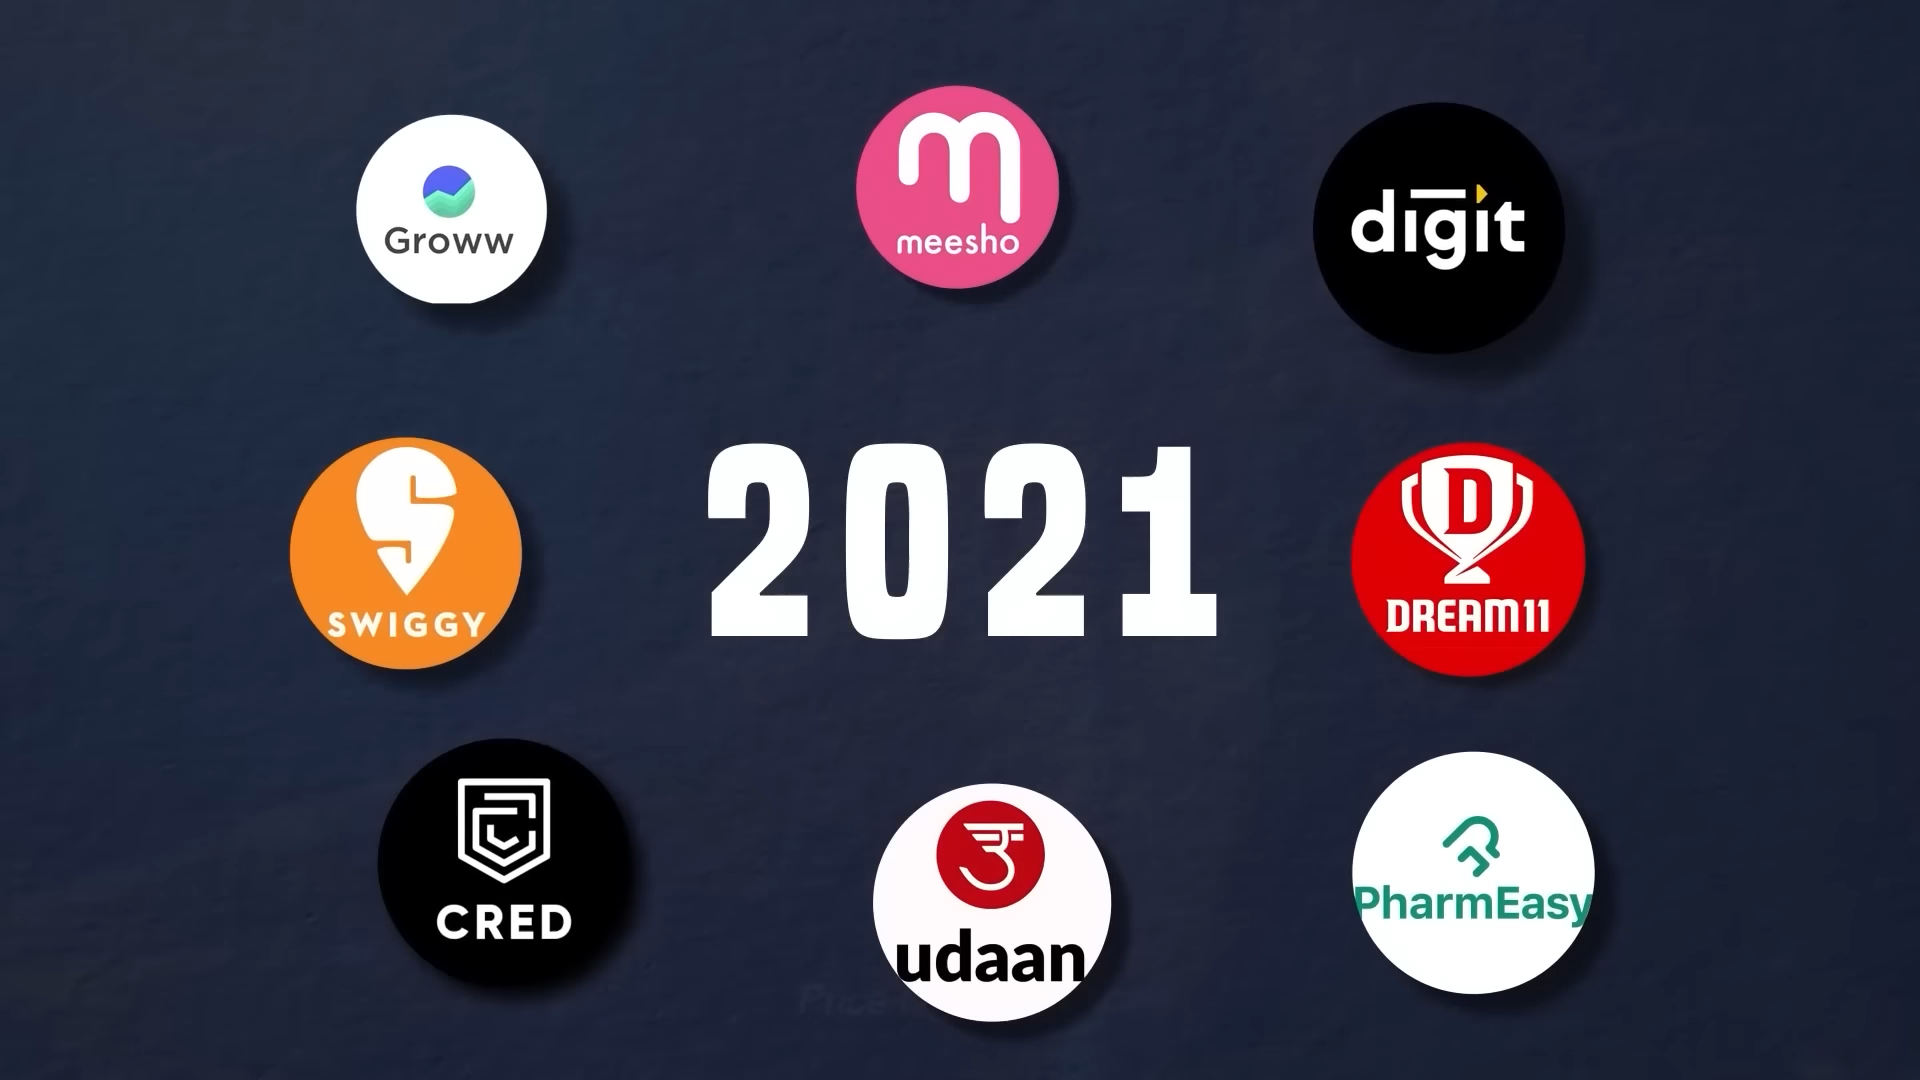 Groww
meesho
digit
SWIGGY
2021
D
DREAM11
CRED
उ
udaan
PharmEasy